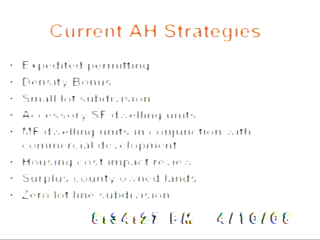 Current AH Strategies
• Expedited permitting
• Density Bonus
• Small lot subdivision
• Accessory SF dwelling units
• MF dwelling units in conjunction with
commercial development
• Housing cost impact review
• Surplus county owned lands
• Zero lot line subdivision
6:34:27 PM 4/10/08